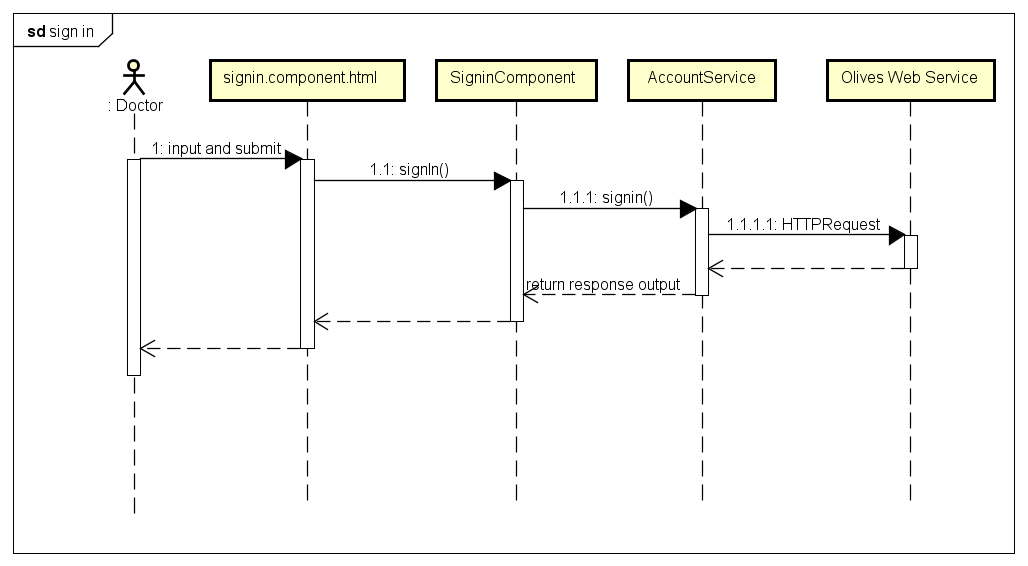 sd sign in
: Doctor
signin.component.html
SigninComponent
AccountService
Olives Web Service
1: input and submit
1.1: signIn()
1.1.1: signin()
1.1.1.1: HTTPRequest
return response output